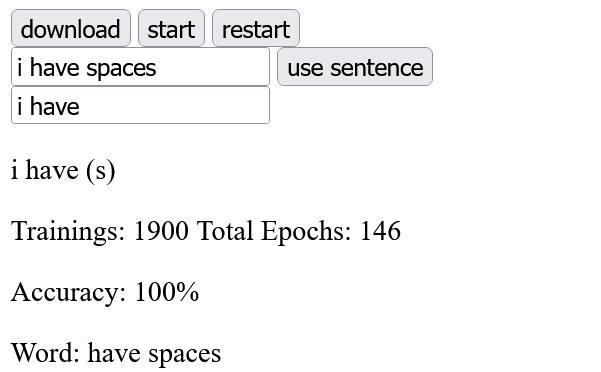 download start restart
i have spaces use sentence
i have
i have (s)
Trainings: 1900 Total Epochs: 146
Accuracy: 100%
Word: have spaces